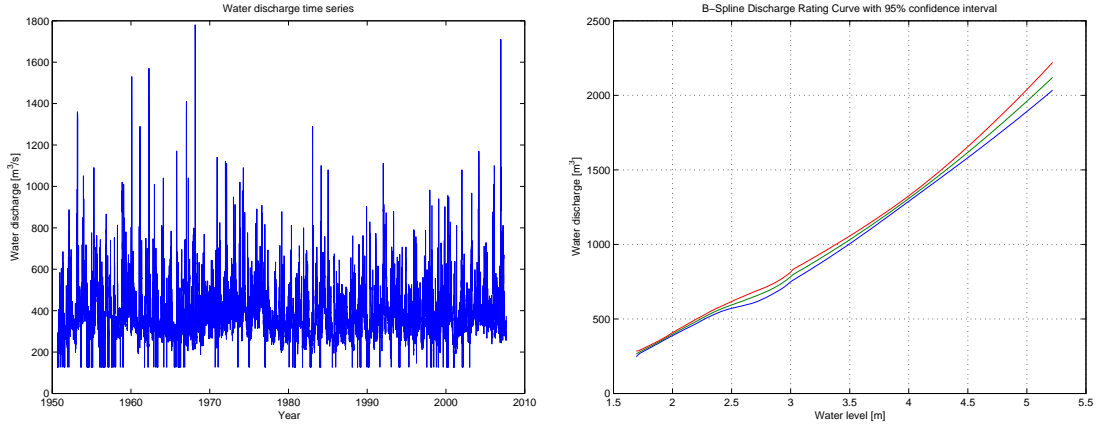 Water discharge time series
Water discharge [m³/s]
1800
1600
1400
1200
1000
800
600
400
200
0
1950 1960 1970 1980 1990 2000 2010
Year
B–Spline Discharge Rating Curve with 95% confidence interval
Water discharge [m³]
2500
2000
1500
1000
500
0
1.5 2 2.5 3 3.5 4 4.5 5 5.5
Water level [m]